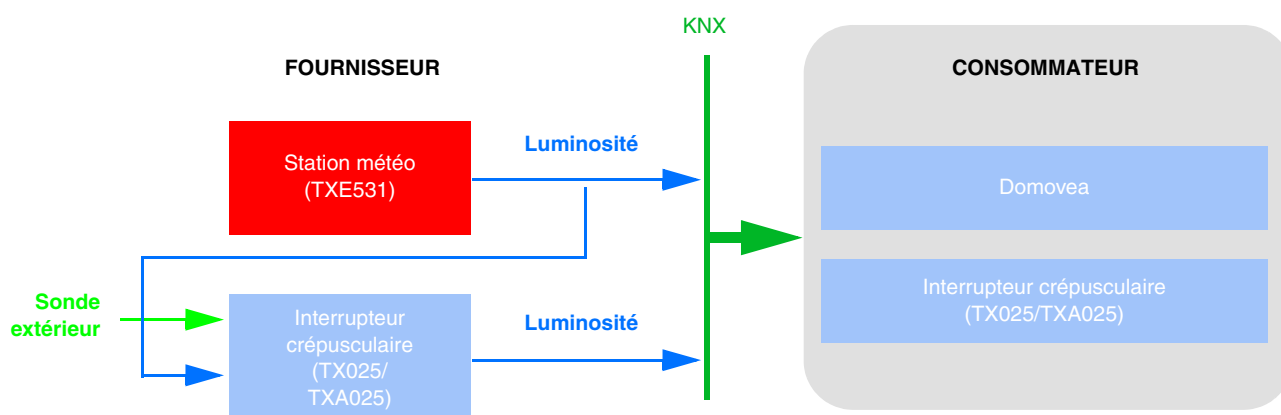 KNX
FOURNISSEUR
CONSOMMATEUR
Station météo
(TXE531)
Luminosité
Domovea
Sonde
extérieur
Interrupteur
crépusculaire
(TX025/
TXA025)
Luminosité
Interrupteur crépusculaire
(TX025/TXA025)